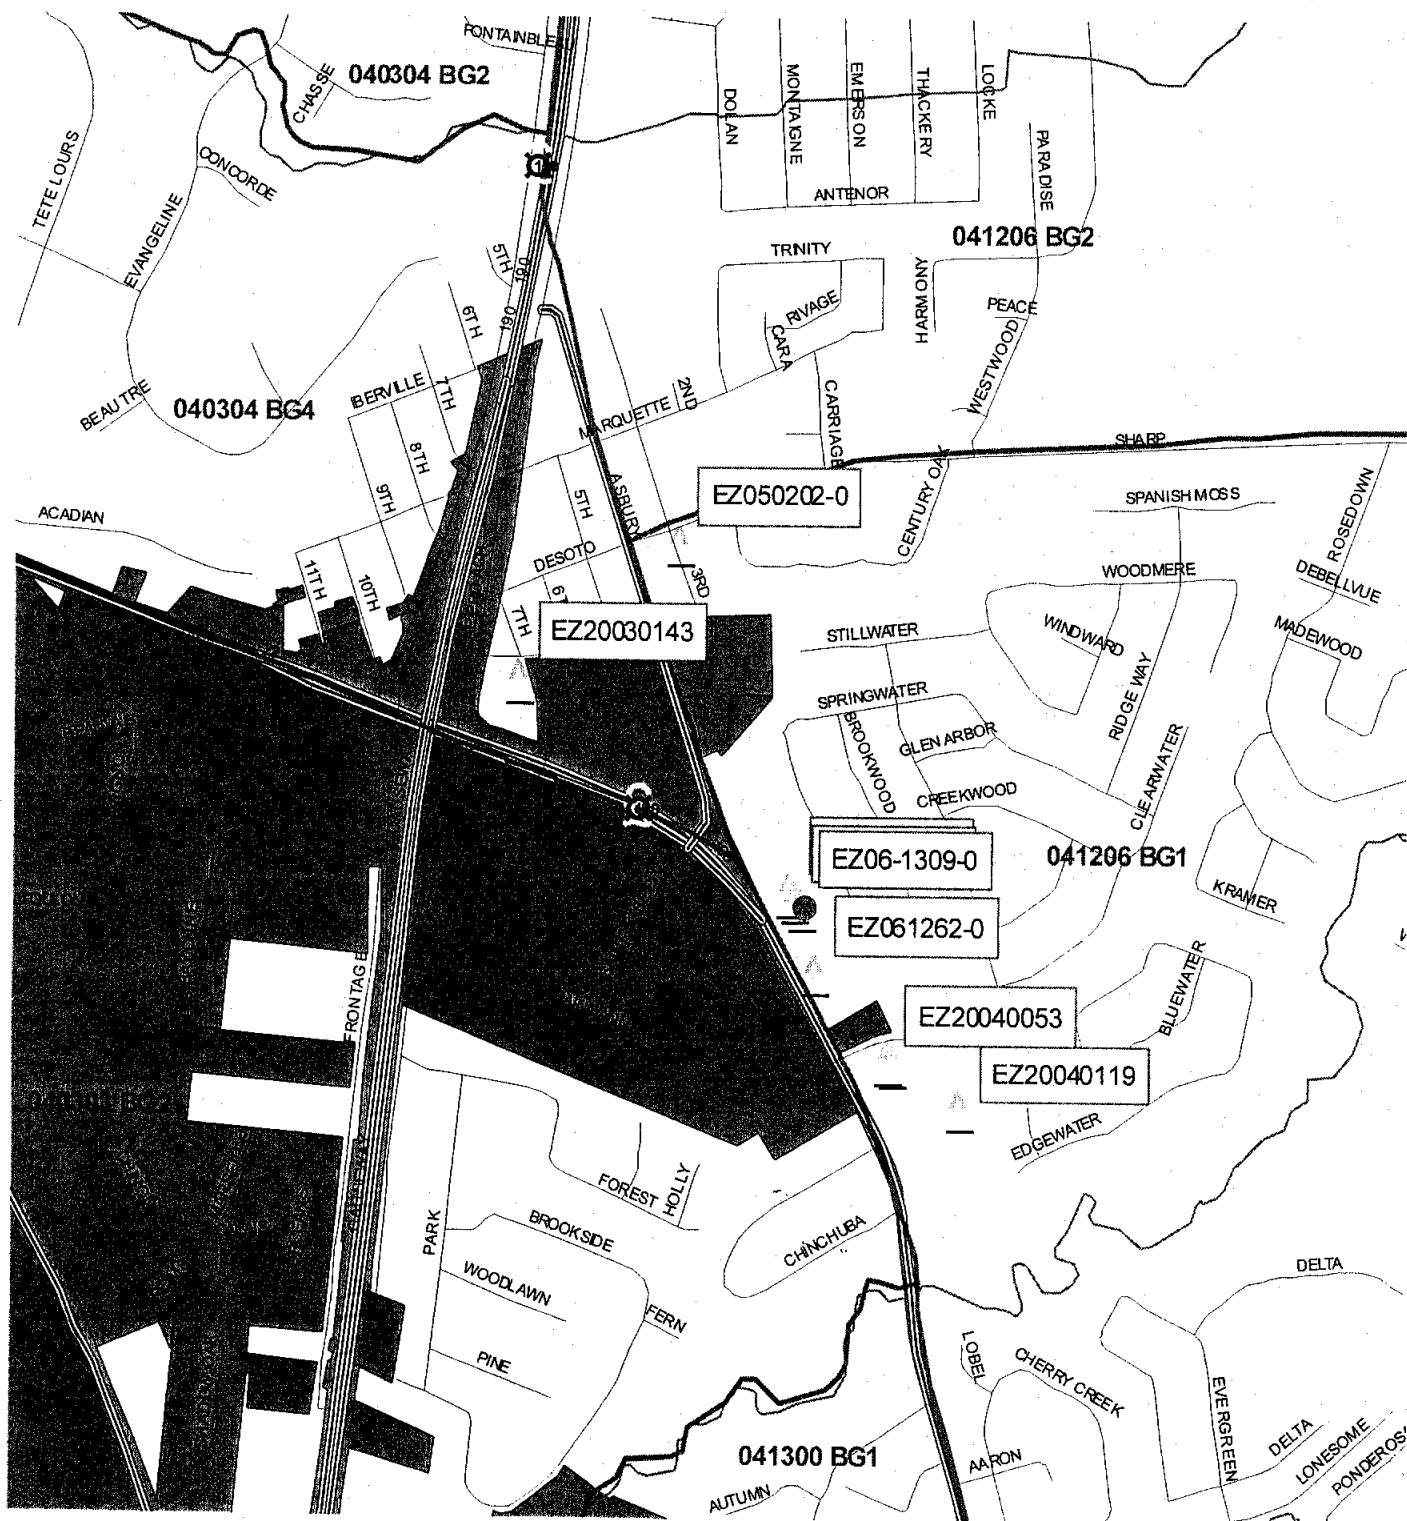 FONTAINBLE
040304 BG2
CHASSE
DOLAN
MONTAIGNE
EMERSON
THACKERY
LOCKE
TETE LOURS
CONCORDE
EVANGELINE
PARADISE
ANTENOR
041206 BG2
5TH
190
TRINITY
HARMONY
RIVAGE
PEACE
6TH
190
CARA
WESTWOOD
BEAU TRE
040304 BG4
IBERVILLE
7TH
2ND
MARQUETTE
CARRIAGE
8TH
SHARP
9TH
5TH
ASBURY
EZ050202-0
CENTURY OAK
SPANISH MOSS
ROSEDOWN
ACADIAN
DESOTO
11TH
10TH
3RD
WOODMERE
DEBELLVUE
7TH
EZ20030143
STILLWATER
WINDWARD
MADEWOOD
SPRINGWATER
RIDGE WAY
BROOKWOOD
GLEN ARBOR
CLEARWATER
CREEKWOOD
EZ06-1309-0
041206 BG1
KRAMER
EZ061262-0
FRONTAGE
BLUEWATER
EZ20040053
EZ20040119
EDGEWATER
FOREST
HOLLY
PARK
BROOKSIDE
CHINCHUBA
WOODLAWN
DELTA
FERN
PINE
LOBEL
CHERRY CREEK
EVERGREEN
DELTA
LONESOME
041300 BG1
AARON
AUTUMN